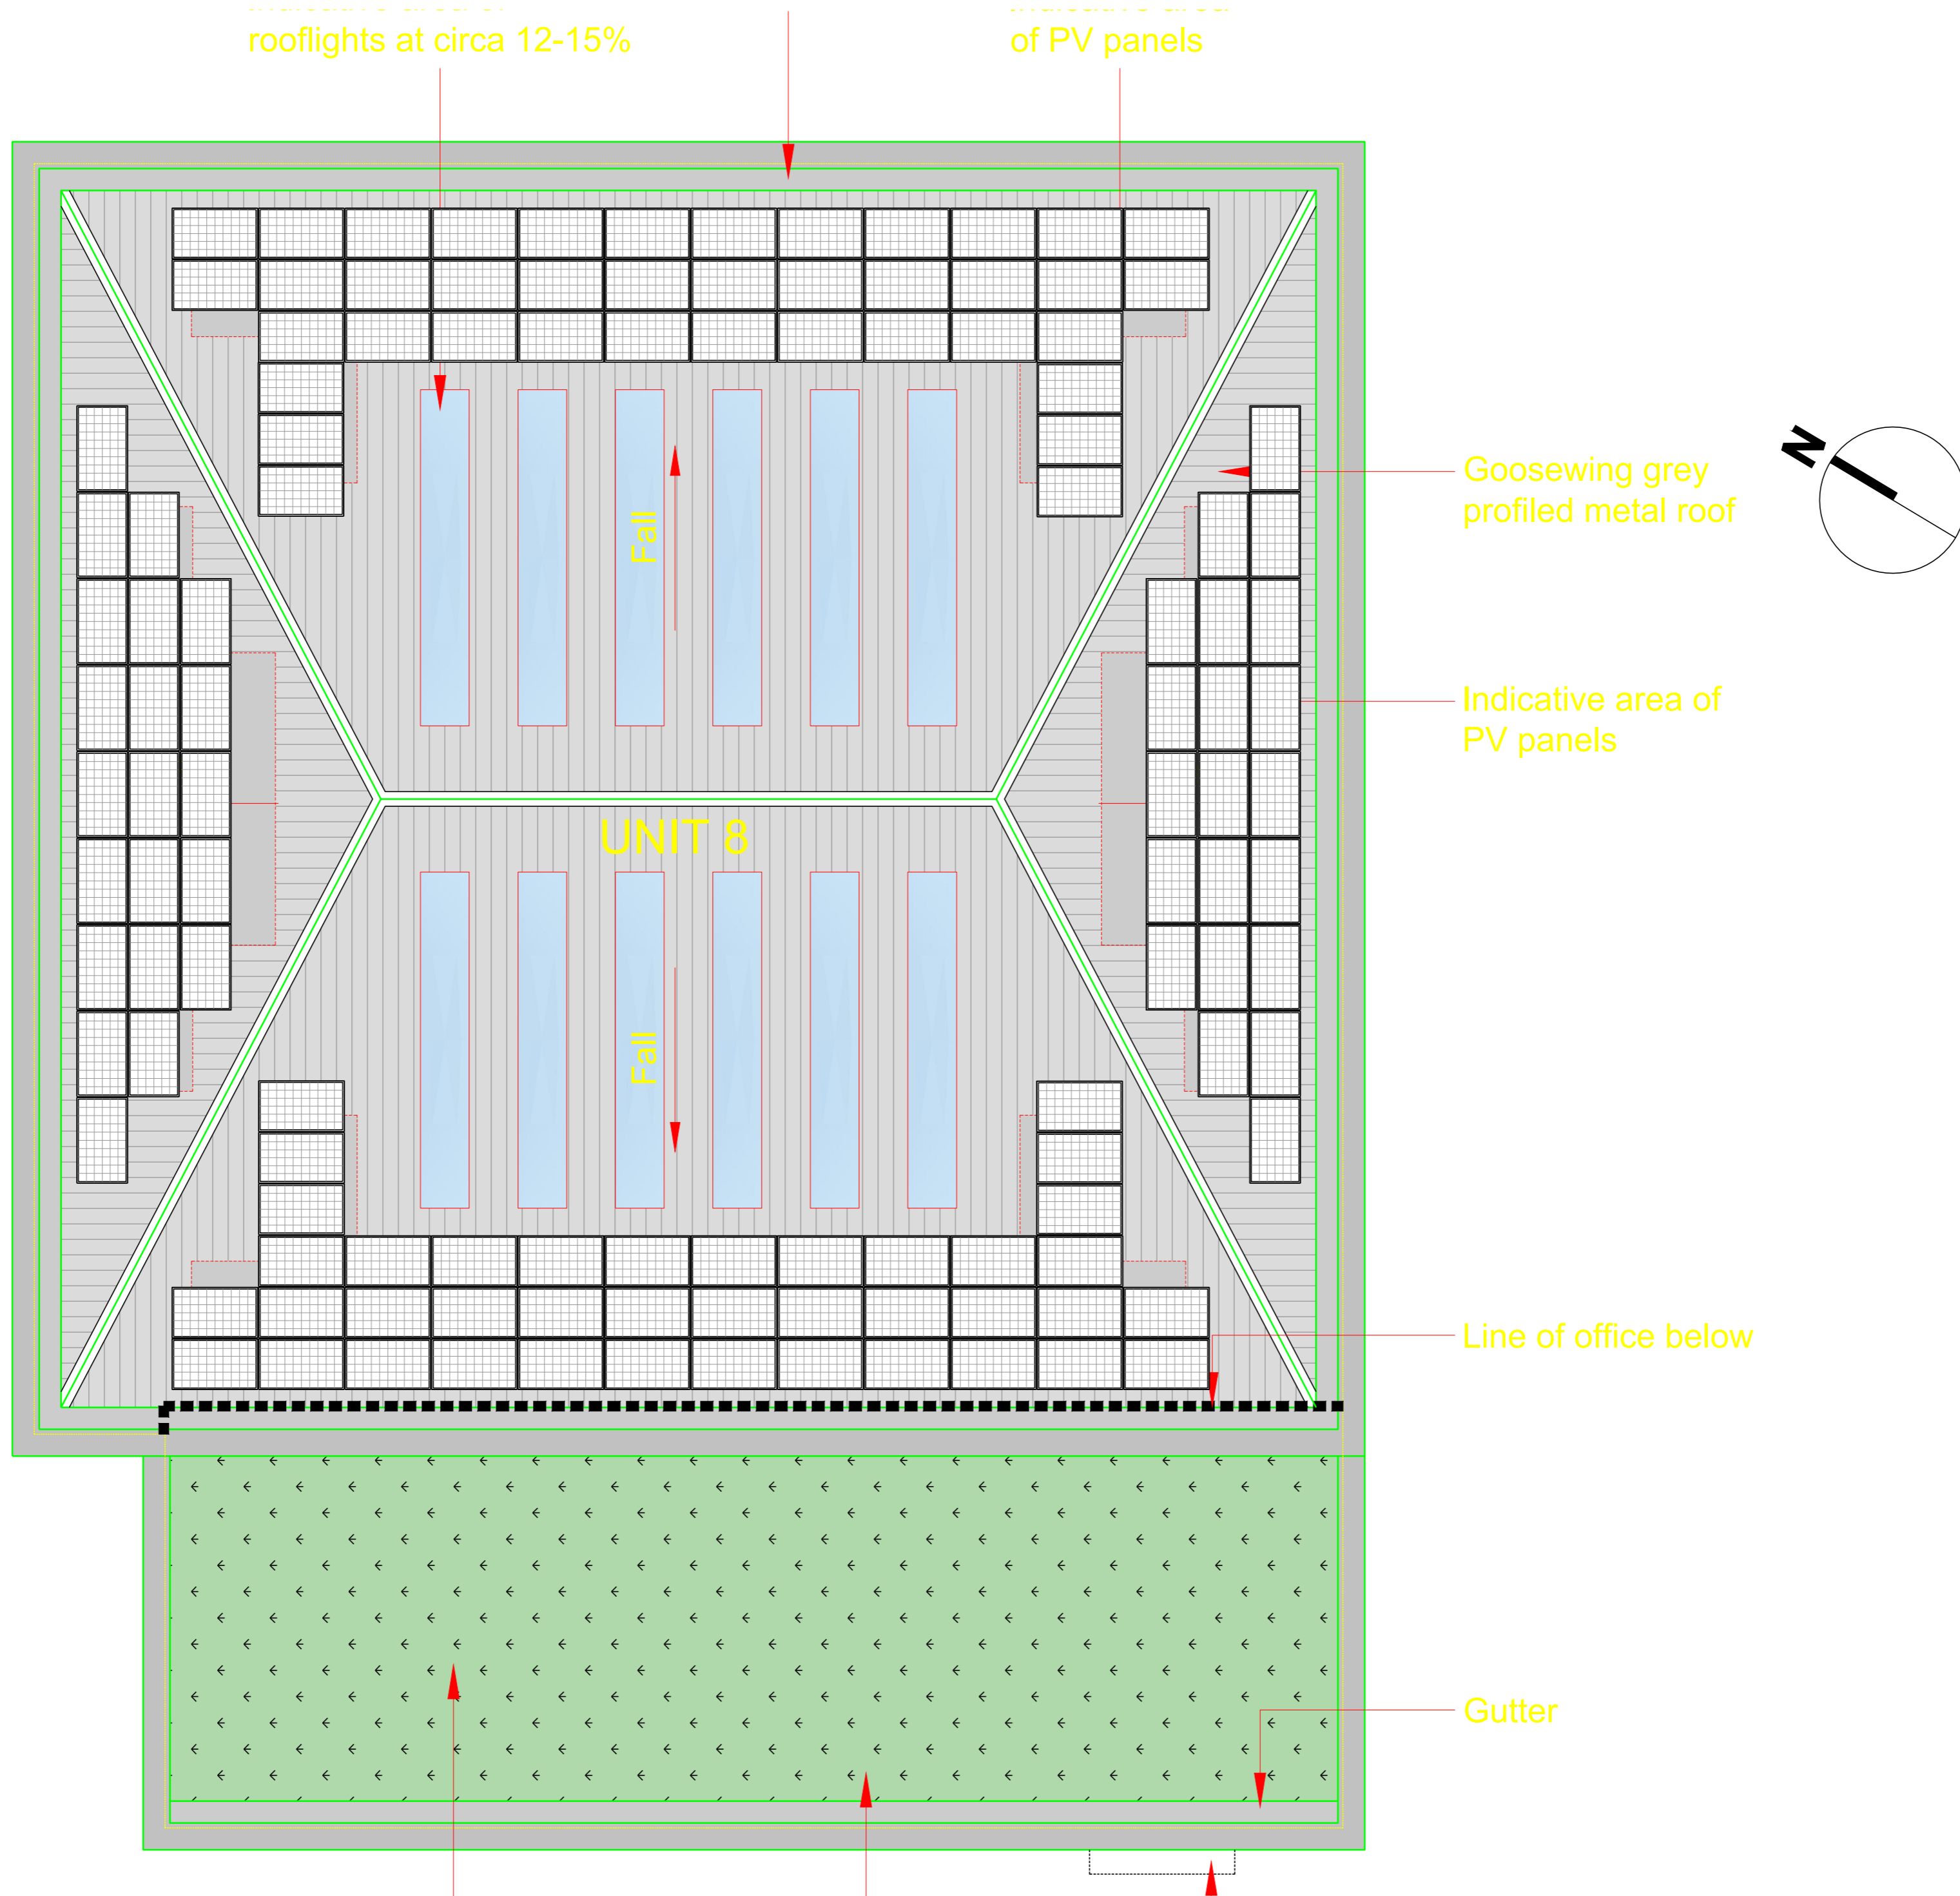 rooflights at circa 12-15%
of PV panels
N
Goosewing grey
profiled metal roof
Fall
Indicative area of
PV panels
UNIT 8
Fall
Line of office below
Gutter